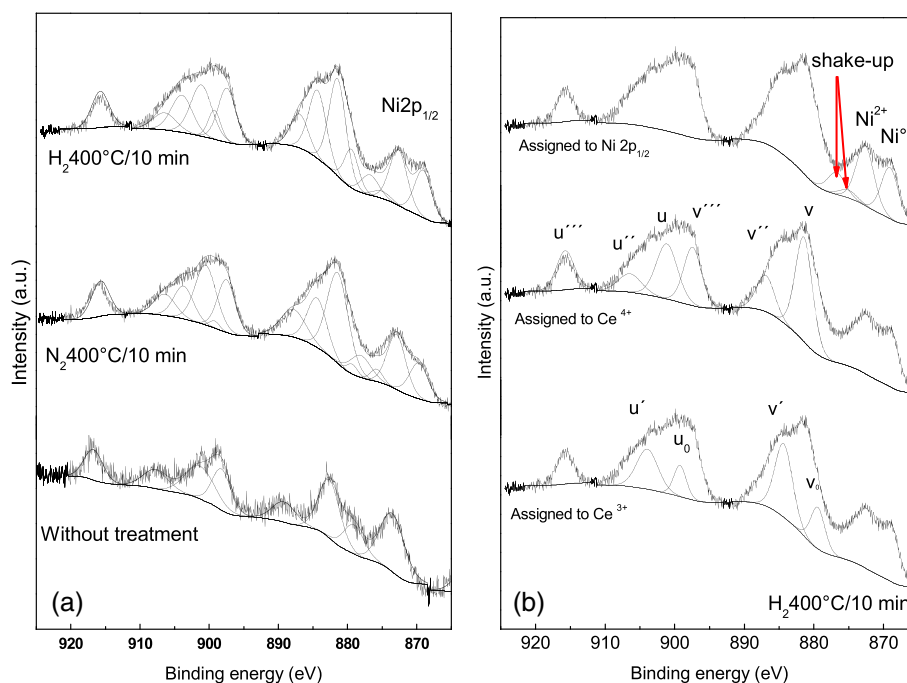 Ni2p1/2
H2400°C/10 min
N2400°C/10 min
Without treatment
(a)
Intensity (a.u.)
920 910 900 890 880 870
Binding energy (eV)
shake-up
Ni2+
Ni°
Assigned to Ni 2p1/2
u´´´
u´´
u
v´´´
v´´
v
Assigned to Ce 4+
u´
u0
v´
v0
Assigned to Ce 3+
(b)
H2400°C/10 min
Intensity (a.u.)
920 910 900 890 880 870
Binding energy (eV)